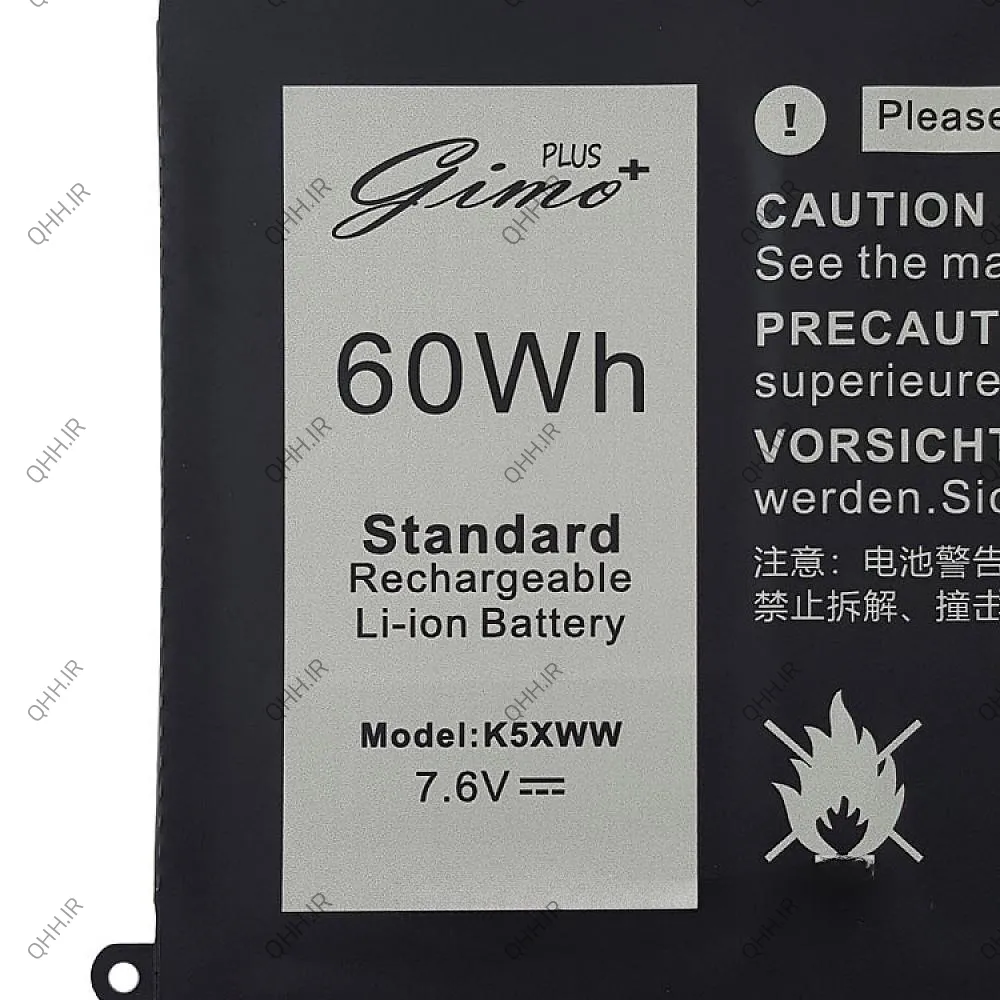 PLUS
Gimo+
60Wh
Standard
Rechargeable
Li-ion Battery
Model:K5XWW
7.6V
!
Please
CAUTION
See the ma
PRECAUT
superieure
VORSICHT
werden.Sic
注意：电池警告
禁止拆解、撞击
QHH.IR